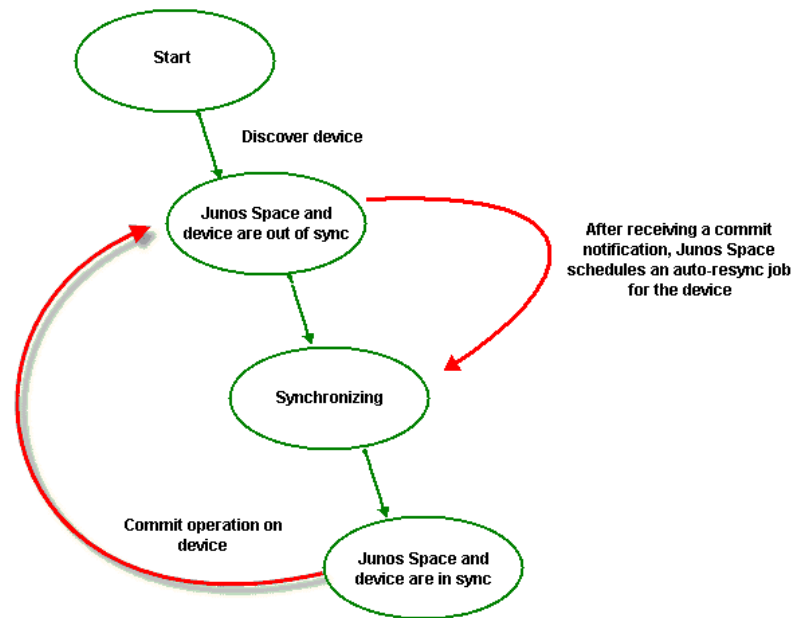 Start
Discover device
Junos Space and
device are out of sync
After receiving a commit
notification, Junos Space
schedules an auto-resync job
for the device
Synchronizing
Commit operation on
device
Junos Space and
device are in sync